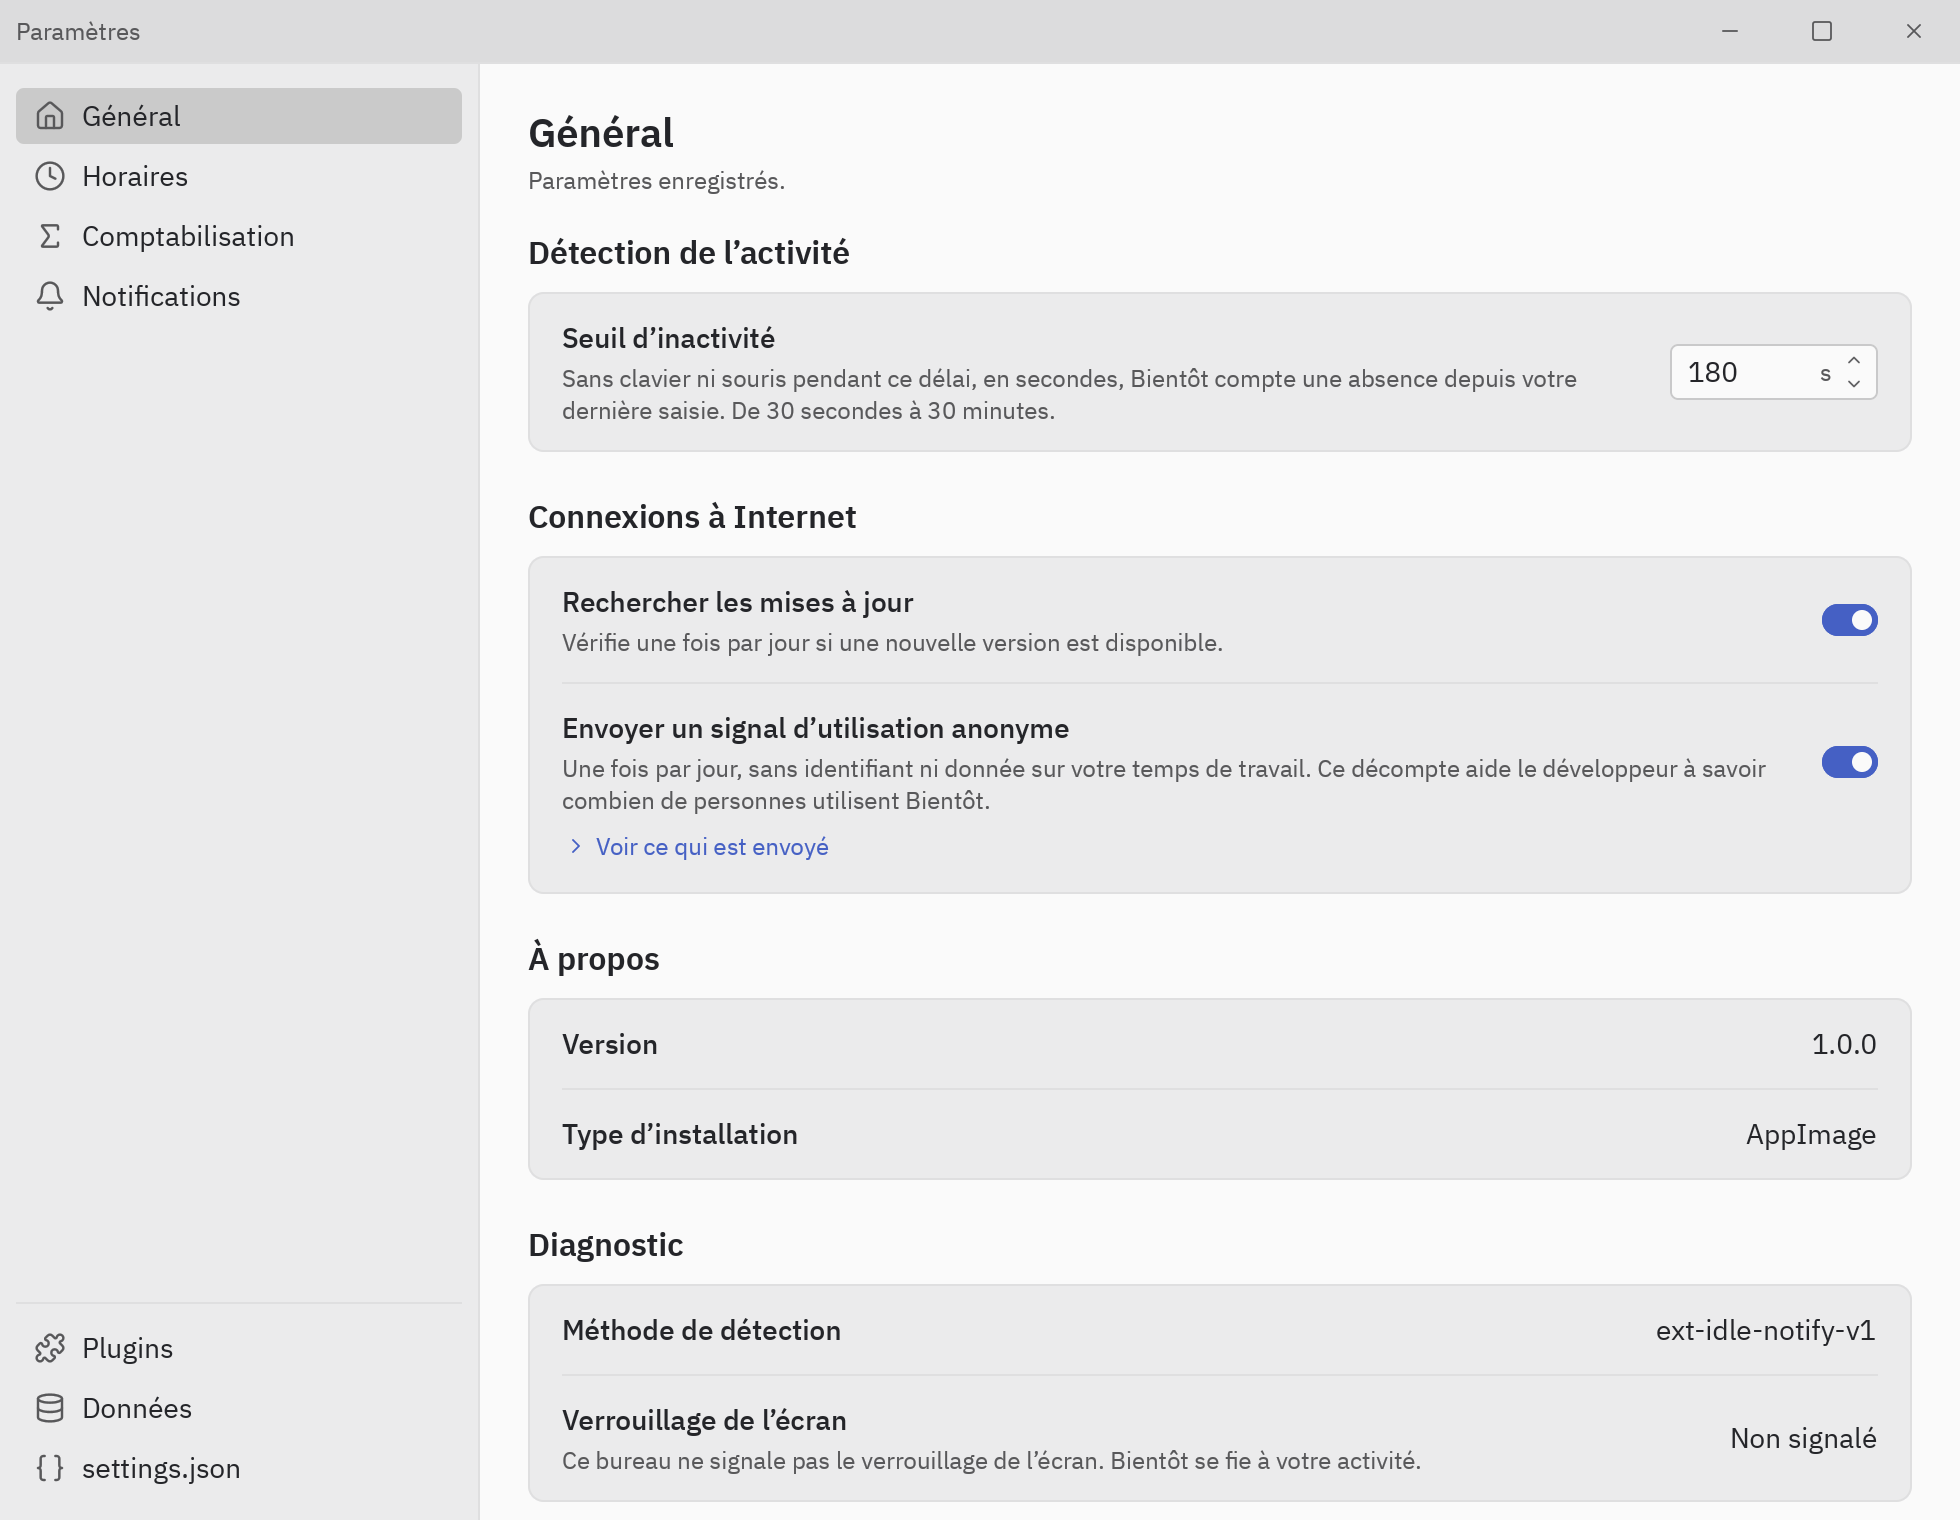 Paramètres
Général
Horaires
Comptabilisation
Notifications
Plugins
Données
settings.json
Général
Paramètres enregistrés.
Détection de l’activité
Seuil d’inactivité
Sans clavier ni souris pendant ce délai, en secondes, Bientôt compte une absence depuis votre
dernière saisie. De 30 secondes à 30 minutes.
180 s
Connexions à Internet
Rechercher les mises à jour
Vérifie une fois par jour si une nouvelle version est disponible.
Envoyer un signal d’utilisation anonyme
Une fois par jour, sans identifiant ni donnée sur votre temps de travail. Ce décompte aide le développeur à savoir
combien de personnes utilisent Bientôt.
Voir ce qui est envoyé
À propos
Version 1.0.0
Type d’installation AppImage
Diagnostic
Méthode de détection ext-idle-notify-v1
Verrouillage de l’écran
Ce bureau ne signale pas le verrouillage de l’écran. Bientôt se fie à votre activité.
Non signalé